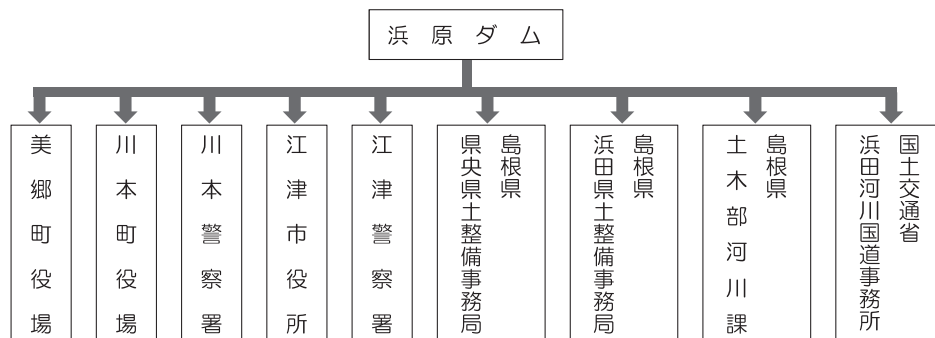 浜原ダム
美郷町役場
川本町役場
川本警察署
江津市役所
江津警察署
島根県
県央県土整備事務局
島根県
浜田県土整備事務局
島根県
土木部河川課
国土交通省
浜田河川国道事務所